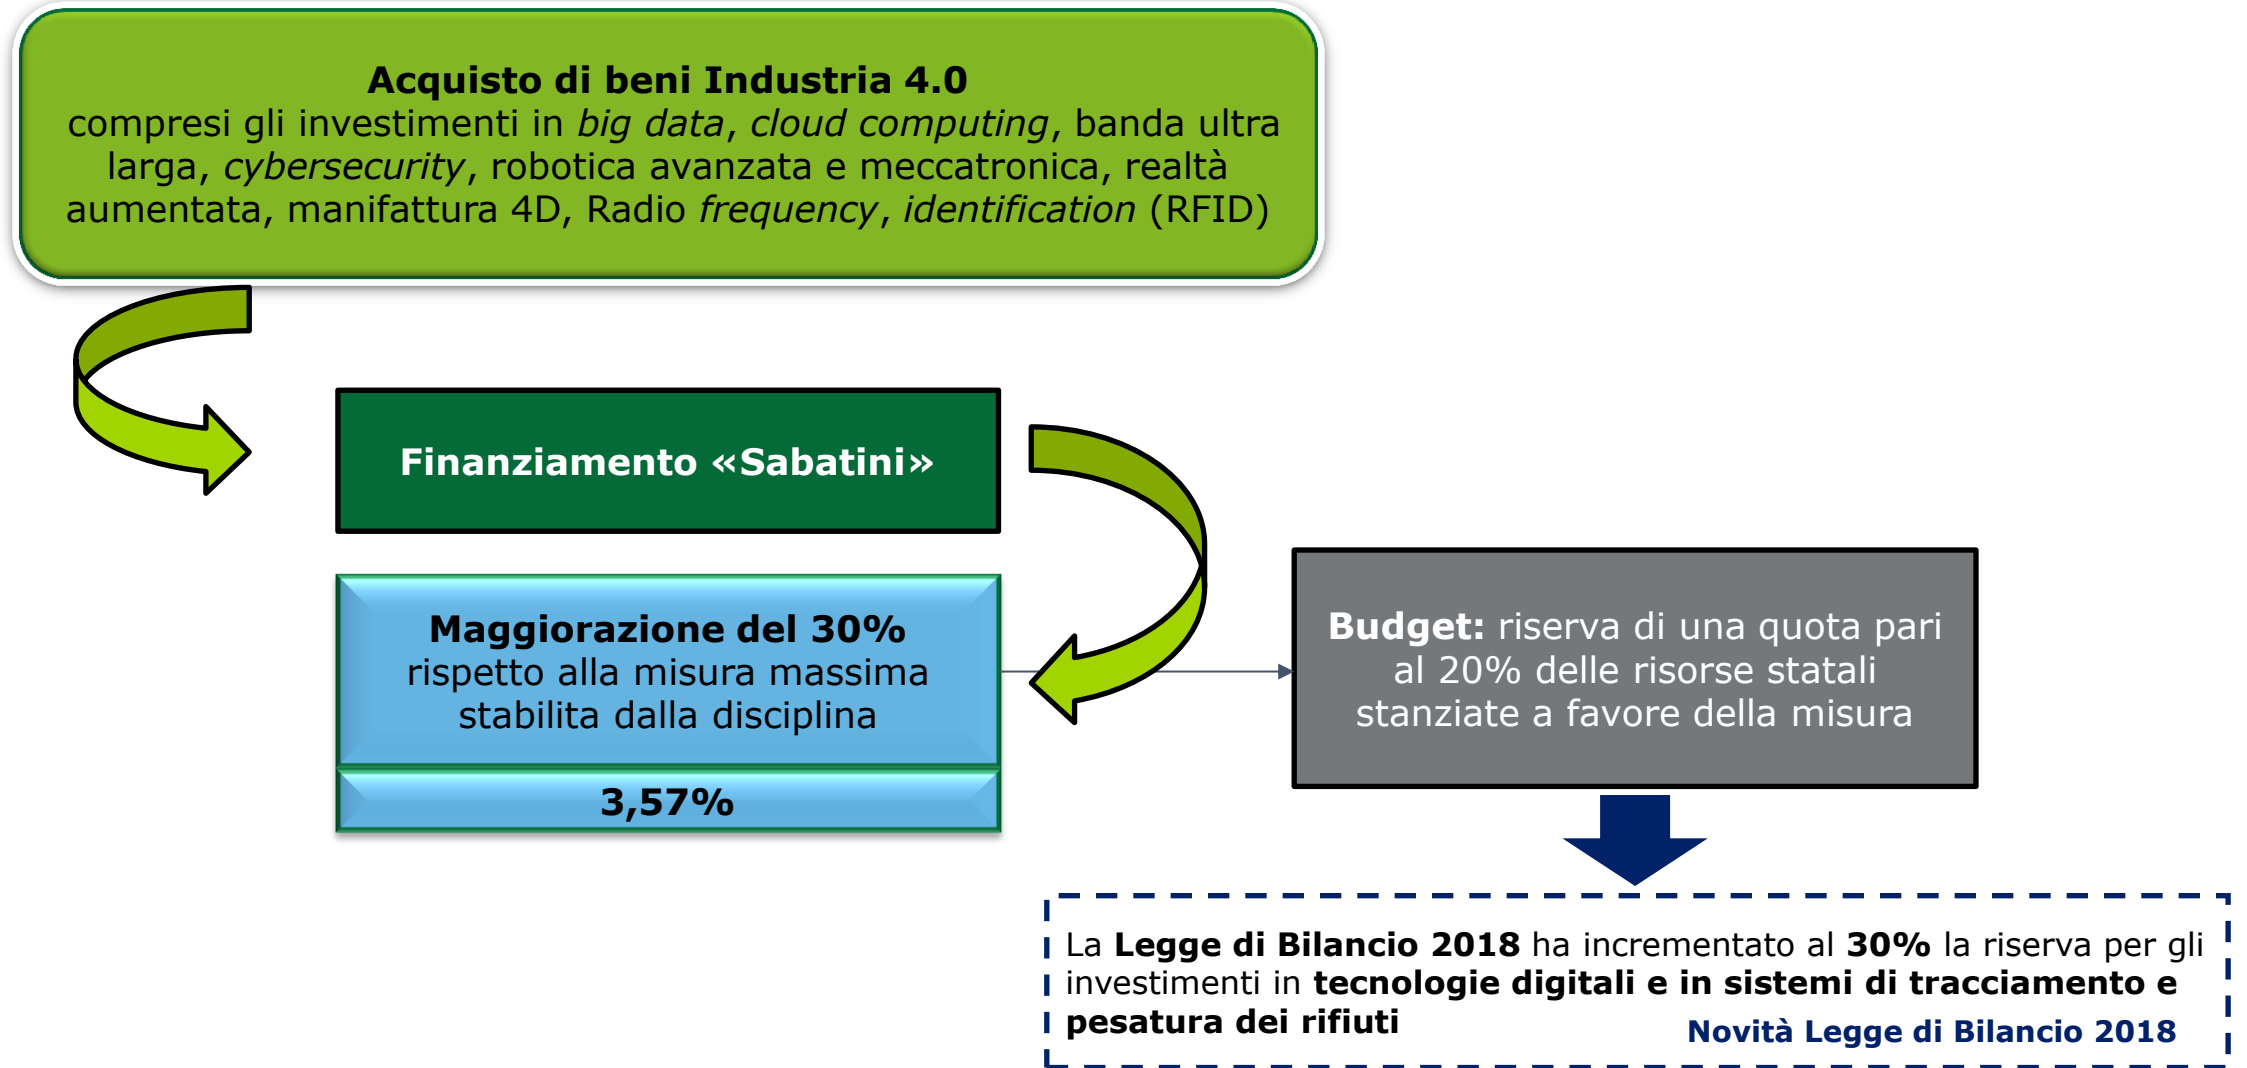 Acquisto di beni Industria 4.0
compresi gli investimenti in big data, cloud computing, banda ultra
larga, cybersecurity, robotica avanzata e meccatronica, realtà
aumentata, manifattura 4D, Radio frequency, identification (RFID)
Finanziamento «Sabatini»
Maggiorazione del 30%
rispetto alla misura massima
stabilita dalla disciplina
3,57%
Budget: riserva di una quota pari
al 20% delle risorse statali
stanziate a favore della misura
La Legge di Bilancio 2018 ha incrementato al 30% la riserva per gli
investimenti in tecnologie digitali e in sistemi di tracciamento e
pesatura dei rifiuti
Novità Legge di Bilancio 2018